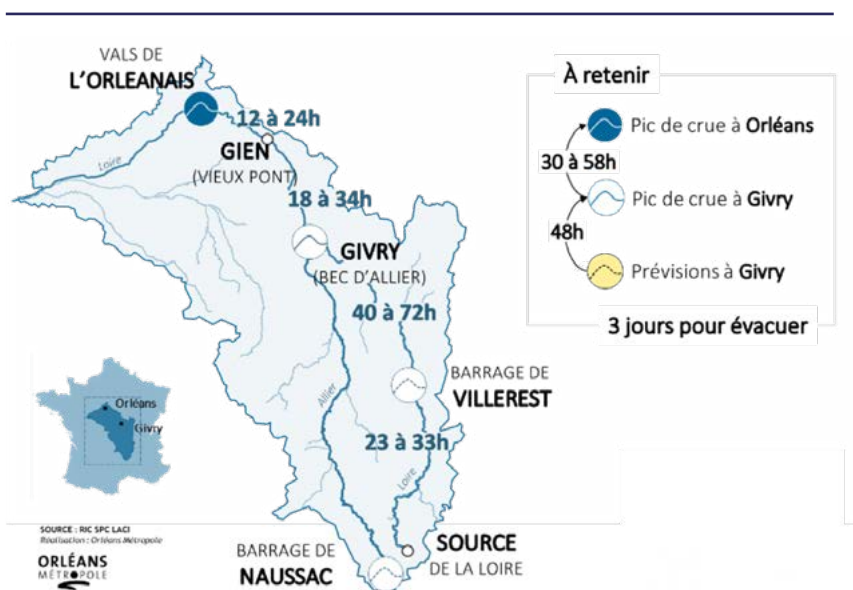 VALS DE
L'ORLEANAIS
12 à 24h
Loire
GIEN
(VIEUX PONT)
18 à 34h
GIVRY
(BEC D'ALLIER)
40 à 72h
Allier
BARRAGE DE
VILLEREST
23 à 33h
Loire
SOURCE
DE LA LOIRE
BARRAGE DE
NAUSSAC
À retenir
Pic de crue à Orléans
30 à 58h
Pic de crue à Givry
48h
Prévisions à Givry
3 jours pour évacuer
Orléans
Givry
SOURCE : RIC SPC LACI
Réalisation : Orléans Métropole
ORLÉANS
MÉTROPOLE